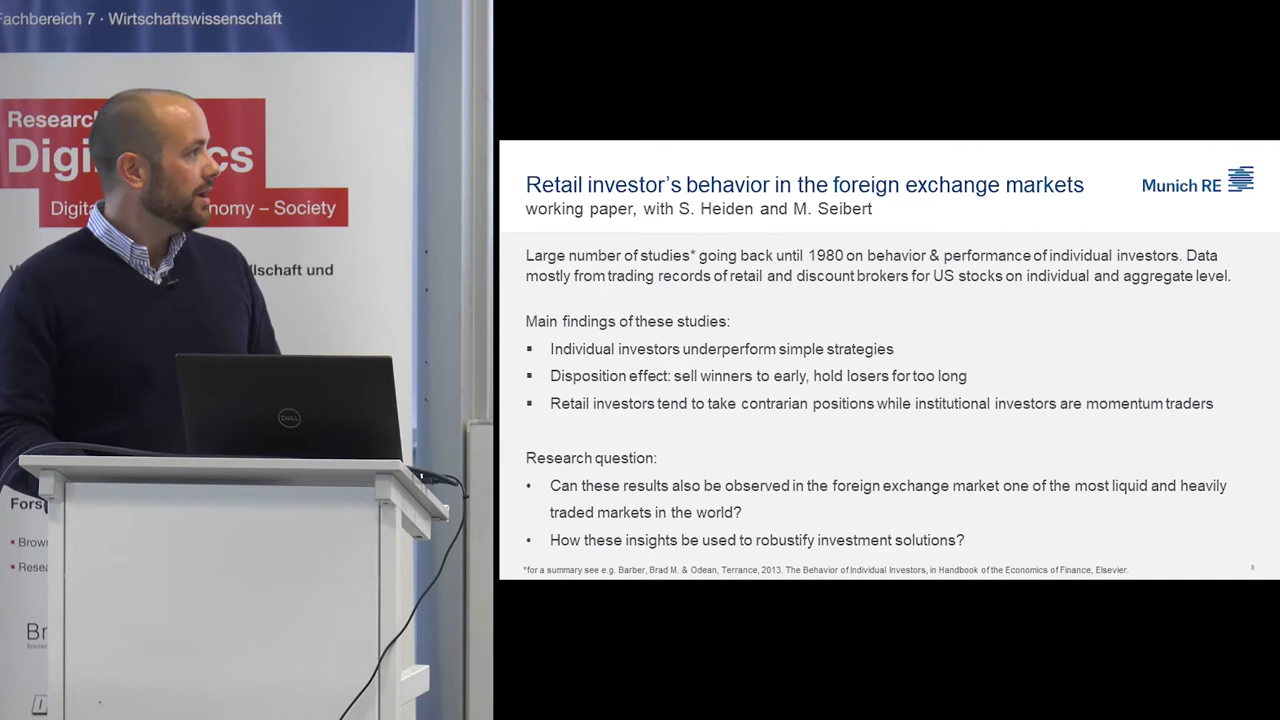 Fachbereich 7 · Wirtschaftswissenschaft
Digital
Society
llschaft und
DELL
Fors
Brow
Resea
Br
Retail investor’s behavior in the foreign exchange markets
working paper, with S. Heiden and M. Seibert
Munich RE
Large number of studies* going back until 1980 on behavior & performance of individual investors. Data
mostly from trading records of retail and discount brokers for US stocks on individual and aggregate level.
Main findings of these studies:
▪ Individual investors underperform simple strategies
▪ Disposition effect: sell winners to early, hold losers for too long
▪ Retail investors tend to take contrarian positions while institutional investors are momentum traders
Research question:
• Can these results also be observed in the foreign exchange market one of the most liquid and heavily
traded markets in the world?
• How these insights be used to robustify investment solutions?
*for a summary see e.g. Barber, Brad M. & Odean, Terrance, 2013. The Behavior of Individual Investors, in Handbook of the Economics of Finance, Elsevier.
8